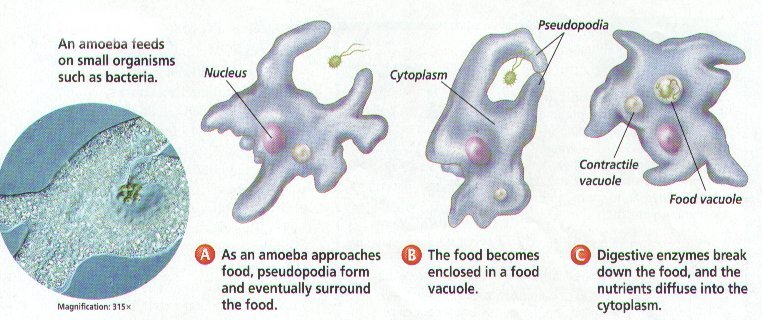 An amoeba feeds
on small organisms
such as bacteria.
Magnification: 315×
Nucleus
A As an amoeba approaches
food, pseudopodia form
and eventually surround
the food.
Pseudopodia
Cytoplasm
B The food becomes
enclosed in a food
vacuole.
Contractile
vacuole
Food vacuole
C Digestive enzymes break
down the food, and the
nutrients diffuse into the
cytoplasm.